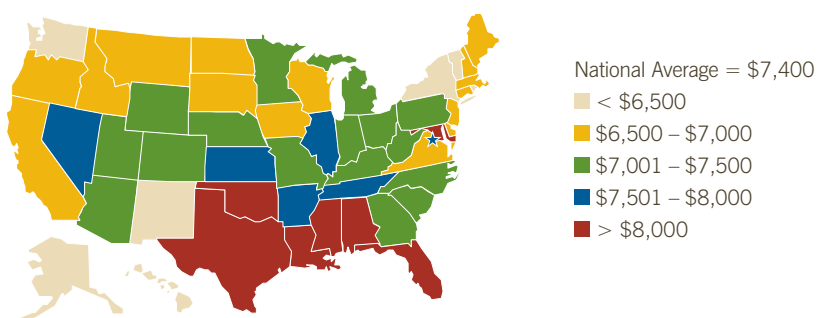 National Average = $7,400
< $6,500
$6,500 – $7,000
$7,001 – $7,500
$7,501 – $8,000
> $8,000